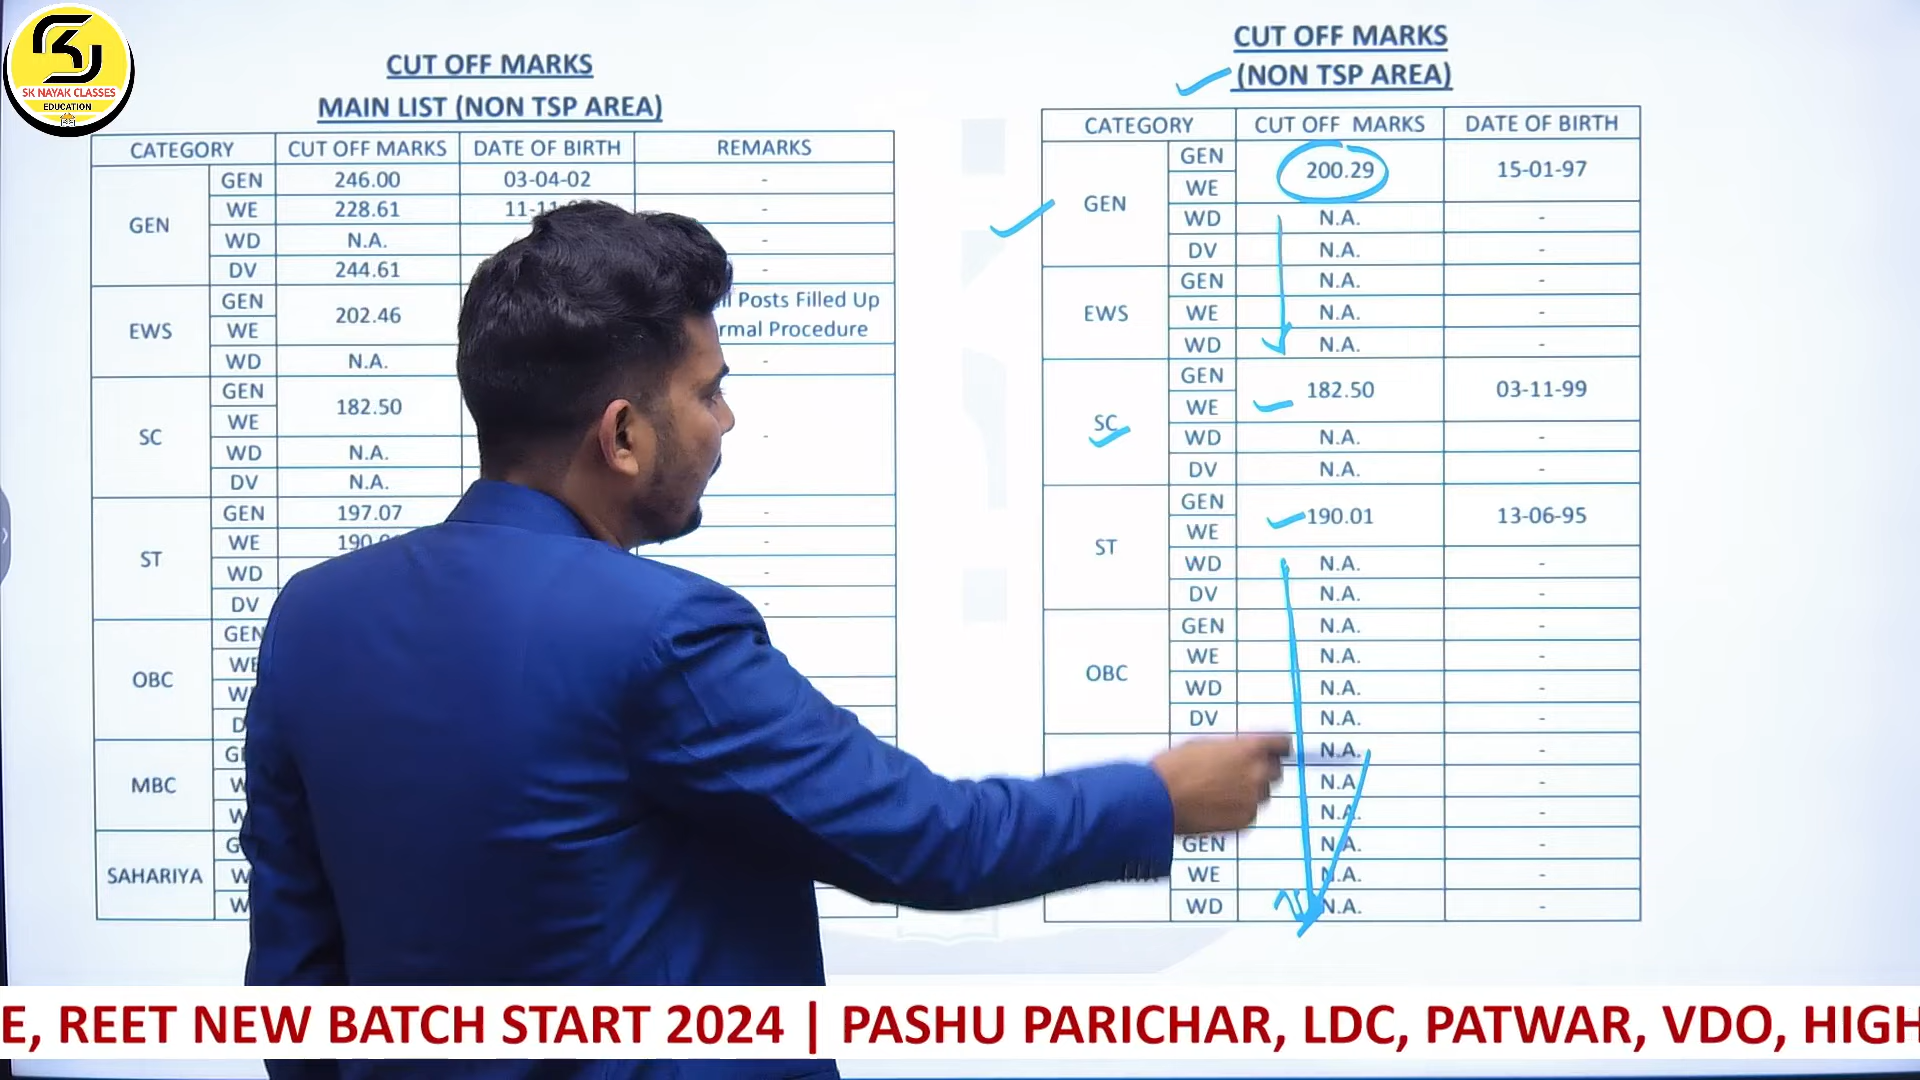 SK NAYAK CLASSES
EDUCATION
CUT OFF MARKS
MAIN LIST (NON TSP AREA)
CATEGORY CUT OFF MARKS DATE OF BIRTH REMARKS
GEN GEN 246.00 03-04-02 -
WE 228.61 -
WD N.A. -
DV 244.61 -
EWS GEN 202.46 Posts Filled Up
WE Procedure
WD N.A. -
SC GEN 182.50
WE -
WD N.A.
DV N.A.
ST GEN 197.07 -
WE -
WD -
DV -
OBC GEN
WE
MBC
SAHARIYA
CUT OFF MARKS
(NON TSP AREA)
CATEGORY CUT OFF MARKS DATE OF BIRTH
GEN GEN 200.29 15-01-97
WE
WD N.A. -
DV N.A. -
EWS GEN N.A. -
WE N.A. -
WD N.A. -
SC GEN 182.50 03-11-99
WE
WD N.A. -
DV N.A. -
ST GEN 190.01 13-06-95
WE
WD N.A. -
DV N.A. -
OBC GEN N.A. -
WE N.A. -
WD N.A. -
DV N.A. -
N.A. -
N.A. -
N.A. -
GEN N.A. -
WE N.A. -
WD N.A. -
E, REET NEW BATCH START 2024 | PASHU PARICHAR, LDC, PATWAR, VDO, HIGH